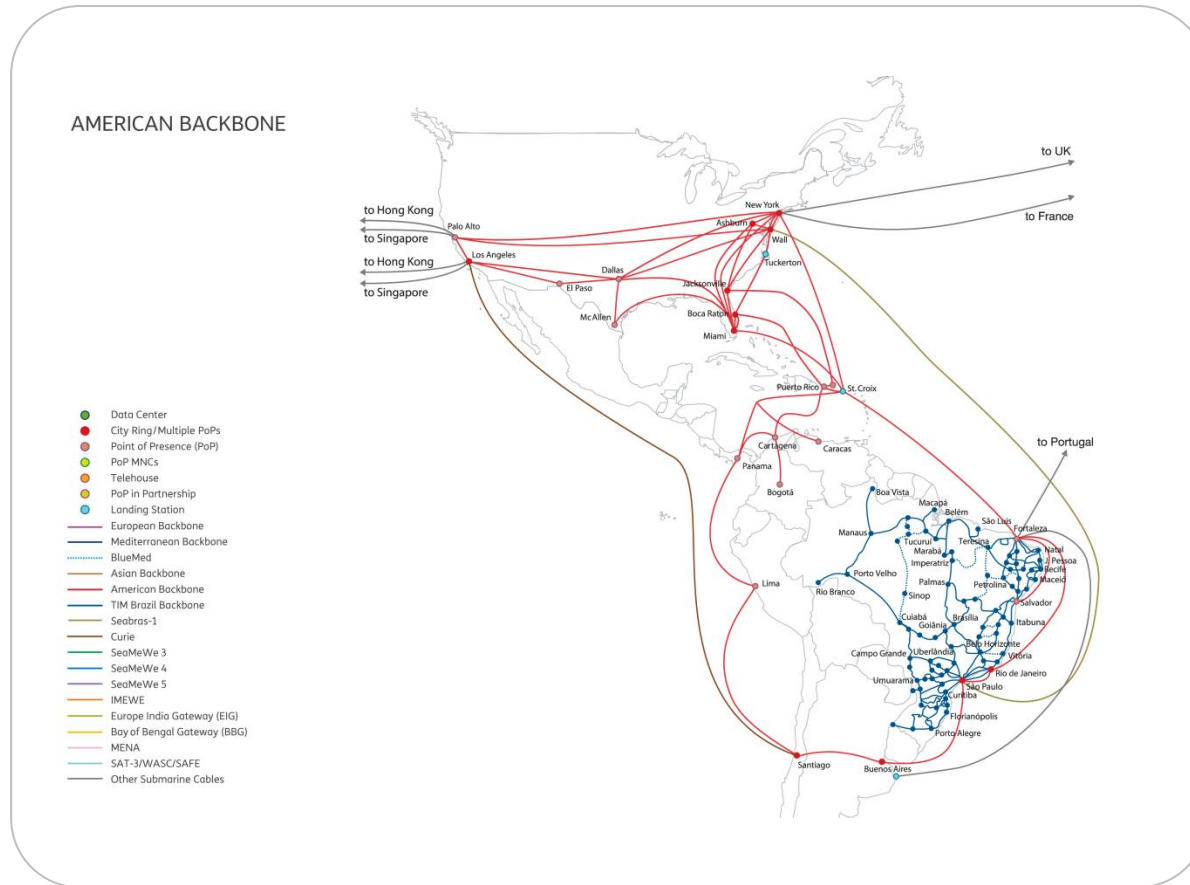 AMERICAN BACKBONE
to UK
to France
to Hong Kong
Palo Alto
to Singapore
to Hong Kong
to Singapore
New York
Ashburn
Wall
Tuckerton
Los Angeles
Dallas
El Paso
McAllen
Jacksonville
Boca Raton
Miami
Puerto Rico
St. Croix
Cartagena
Caracas
Panama
Bogotá
to Portugal
Boa Vista
Macapá
Belém
São Luis
Fortaleza
Manaus
Tucuruí
Teresina
Marabá
Imperatriz
Natal
J. Pessoa
Recife
Maceió
Porto Velho
Rio Branco
Palmas
Petrolina
Sinop
Salvador
Lima
Cuiabá
Goiânia
Brasília
Itabuna
Belo Horizonte
Campo Grande
Uberlândia
Vitória
Umuarama
Rio de Janeiro
São Paulo
Curitiba
Florianópolis
Porto Alegre
Santiago
Buenos Aires
Data Center
City Ring/Multiple PoPs
Point of Presence (PoP)
PoP MNCs
Telehouse
PoP in Partnership
Landing Station
European Backbone
Mediterranean Backbone
BlueMed
Asian Backbone
American Backbone
TIM Brazil Backbone
Seabras-1
Curie
SeaMeWe 3
SeaMeWe 4
SeaMeWe 5
IMEWE
Europe India Gateway (EIG)
Bay of Bengal Gateway (BBG)
MENA
SAT-3/WASC/SAFE
Other Submarine Cables